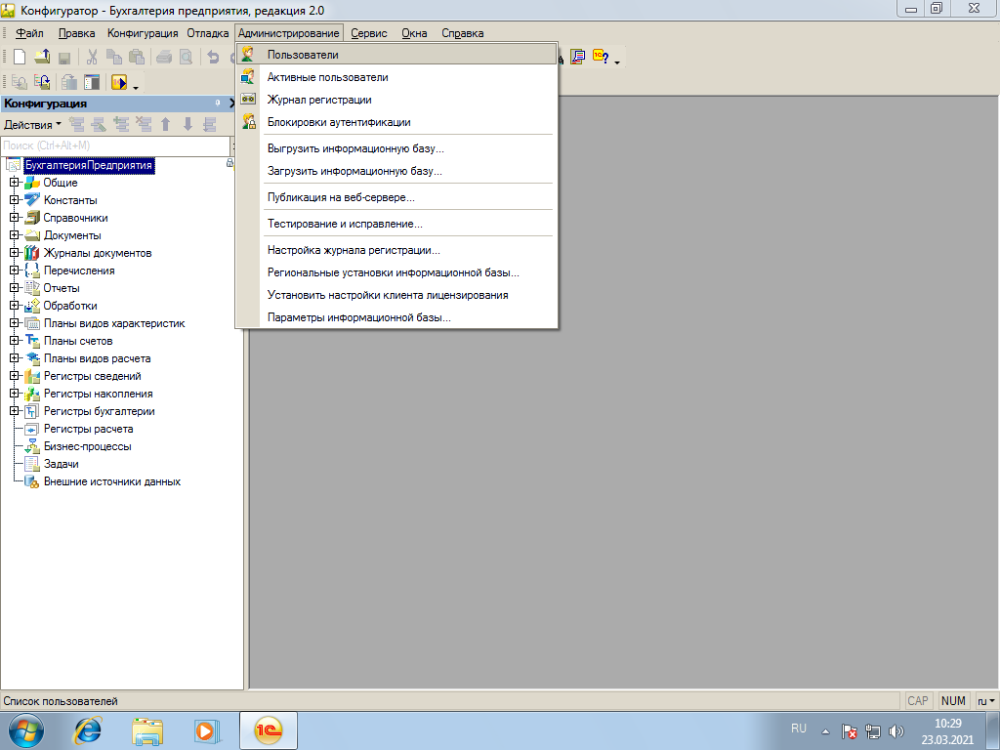 Конфигуратор - Бухгалтерия предприятия, редакция 2.0
Файл Правка Конфигурация Отладка Администрирование Сервис Окна Справка
Пользователи
Активные пользователи
Журнал регистрации
Блокировки аутентификации
Выгрузить информационную базу...
Загрузить информационную базу...
Публикация на веб-сервере...
Тестирование и исправление...
Настройка журнала регистрации...
Региональные установки информационной базы...
Установить настройки клиента лицензирования
Параметры информационной базы...
Конфигурация
Действия
Поиск (Ctrl+Alt+M)
БухгалтерияПредприятия
Общие
Константы
Справочники
Документы
Журналы документов
Перечисления
Отчеты
Обработки
Планы видов характеристик
Планы счетов
Планы видов расчета
Регистры сведений
Регистры накопления
Регистры бухгалтерии
Регистры расчета
Бизнес-процессы
Задачи
Внешние источники данных
Список пользователей
CAP NUM ru
RU
10:29
23.03.2021